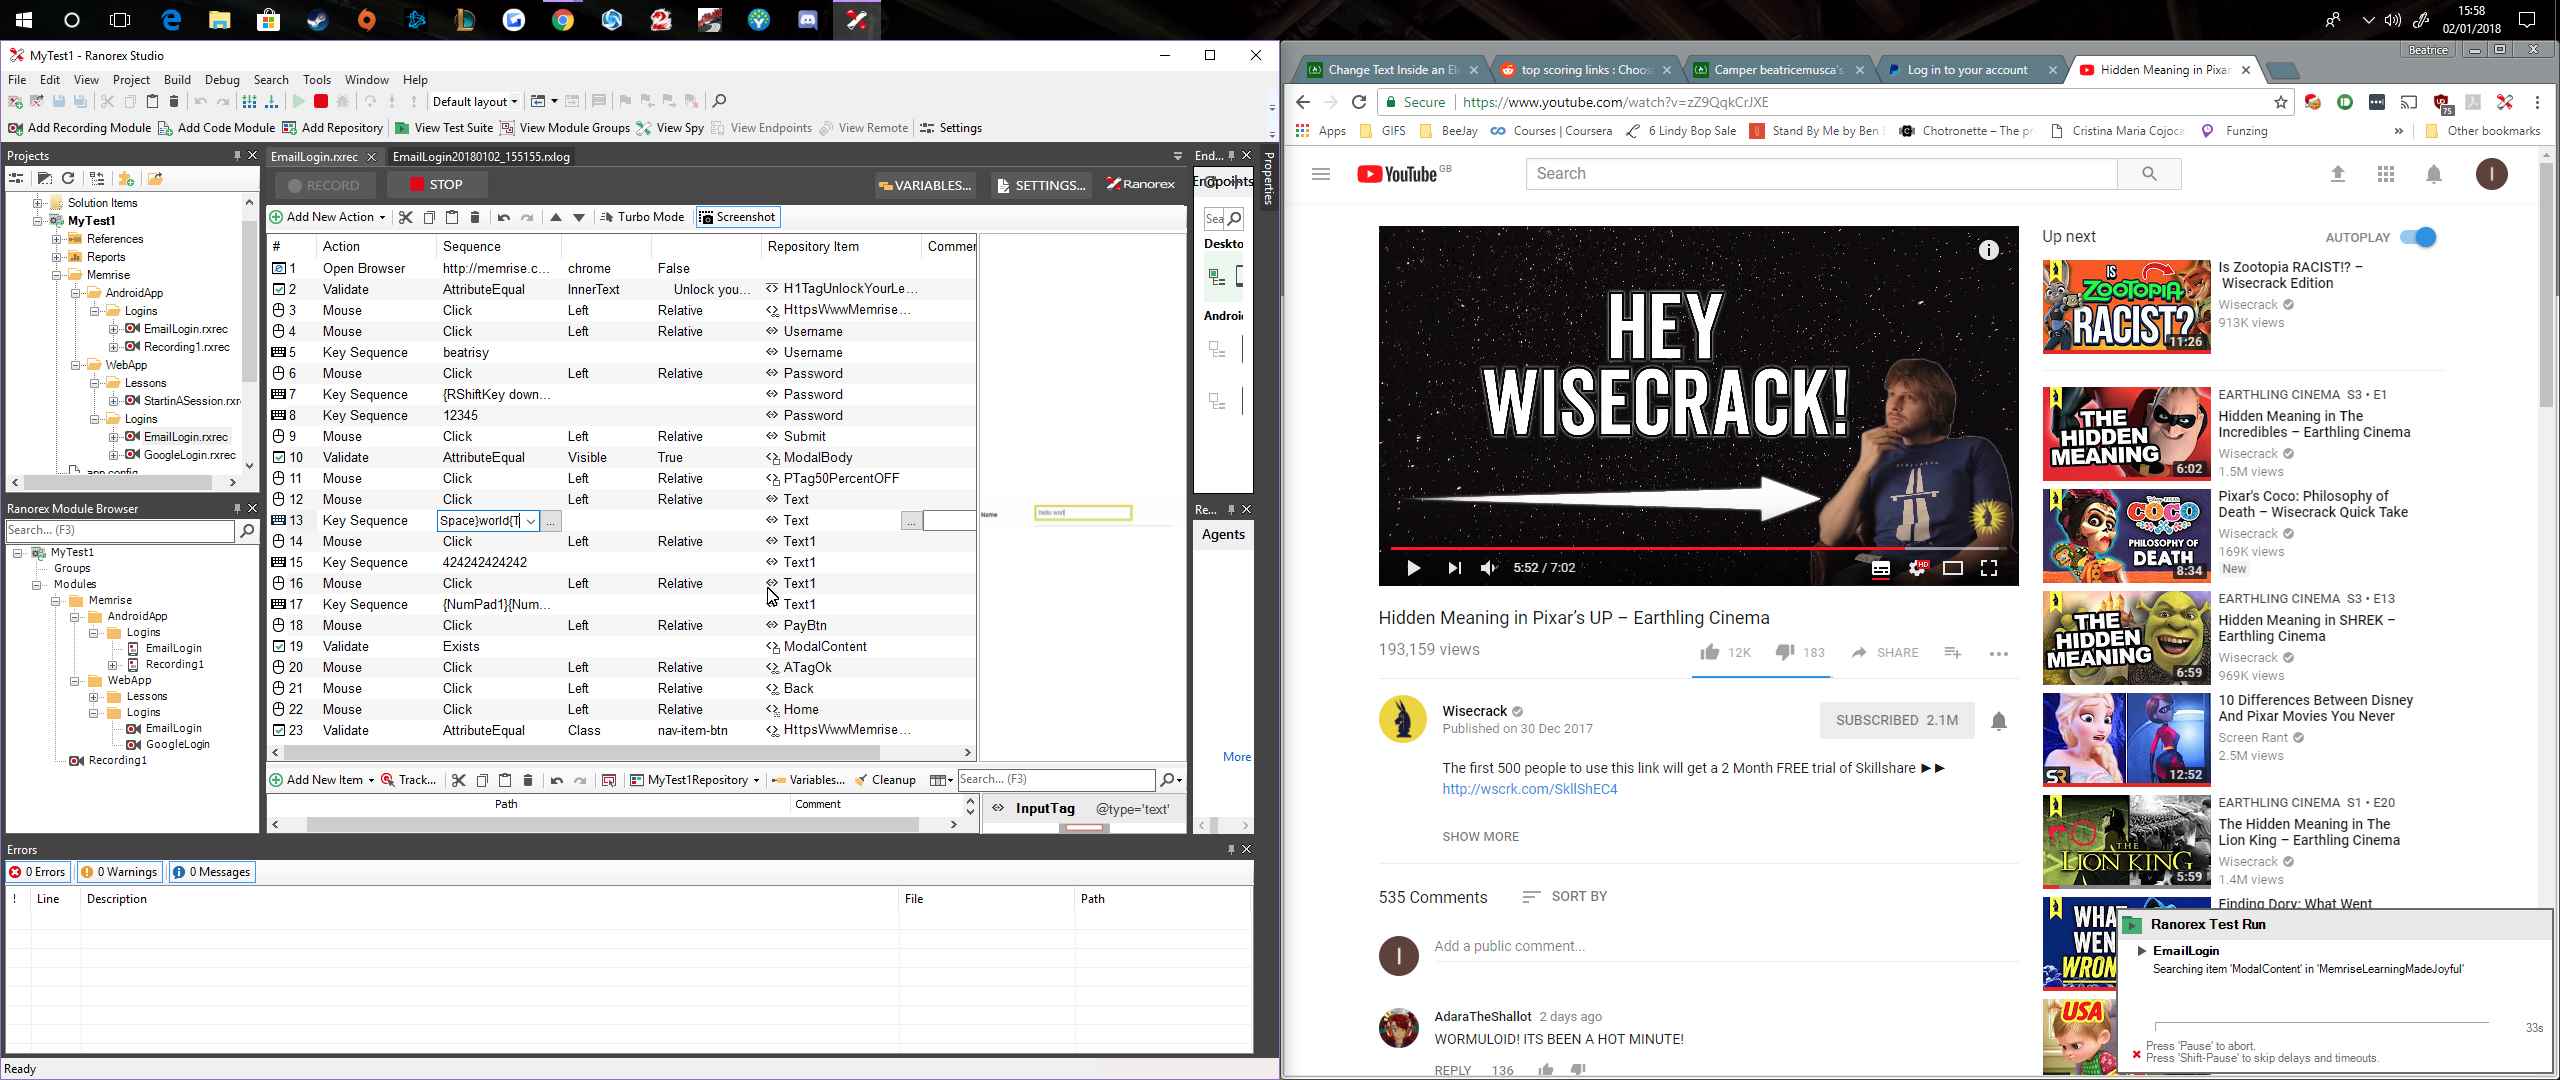 15:58
02/01/2018
MyTest1 - Ranorex Studio
File Edit View Project Build Debug Search Tools Window Help
Default layout
Add Recording Module Add Code Module Add Repository View Test Suite View Module Groups View Spy View Endpoints View Remote Settings
Projects
Solution Items
MyTest1
References
Reports
Memrise
AndroidApp
Logins
EmailLogin.rxrec
Recording1.rxrec
WebApp
Lessons
StartinASession.rxr
Logins
EmailLogin.rxrec
GoogleLogin.rxrec
app.config
Ranorex Module Browser
Search... (F3)
MyTest1
Groups
Modules
Memrise
AndroidApp
Logins
EmailLogin
Recording1
WebApp
Lessons
Logins
EmailLogin
GoogleLogin
Recording1
EmailLogin.rxrec EmailLogin20180102_155155.rxlog
RECORD STOP VARIABLES... SETTINGS... Ranorex
Add New Action Turbo Mode Screenshot
# Action Sequence Repository Item Commer
1 Open Browser http://memrise.c... chrome False
2 Validate AttributeEqual InnerText Unlock you... H1TagUnlockYourLe...
3 Mouse Click Left Relative HttpsWwwMemrise...
4 Mouse Click Left Relative Username
5 Key Sequence beatrisy Username
6 Mouse Click Left Relative Password
7 Key Sequence {RShiftKey down... Password
8 Key Sequence 12345 Password
9 Mouse Click Left Relative Submit
10 Validate AttributeEqual Visible True ModalBody
11 Mouse Click Left Relative PTag50PercentOFF
12 Mouse Click Left Relative Text
13 Key Sequence Space}world{T ... Text ...
14 Mouse Click Left Relative Text1
15 Key Sequence 424242424242 Text1
16 Mouse Click Left Relative Text1
17 Key Sequence {NumPad1}{Num... Text1
18 Mouse Click Left Relative PayBtn
19 Validate Exists ModalContent
20 Mouse Click Left Relative ATagOk
21 Mouse Click Left Relative Back
22 Mouse Click Left Relative Home
23 Validate AttributeEqual Class nav-item-btn HttpsWwwMemrise...
Name
Add New Item Track... MyTest1Repository Variables... Cleanup Search... (F3)
Path Comment
InputTag @type='text'
End...
Endpoints
Sea
Deskto
Android
Re...
Agents
More
Properties
Errors
0 Errors 0 Warnings 0 Messages
! Line Description File Path
Ready
Beatrice
Change Text Inside an El top scoring links : Choos Camper beatricemusca's Log in to your account Hidden Meaning in Pixar
Secure https://www.youtube.com/watch?v=zZ9QqkCrJXE
75
Apps GIFS BeeJay Courses | Coursera 6 Lindy Bop Sale Stand By Me by Ben Chotronette – The pr Cristina Maria Cojoca Funzing » Other bookmarks
YouTube GB
Search
I
HEY
WISECRACK!
5:52 / 7:02
HD
Hidden Meaning in Pixar's UP – Earthling Cinema
193,159 views
12K 183 SHARE
Wisecrack
Published on 30 Dec 2017
SUBSCRIBED 2.1M
The first 500 people to use this link will get a 2 Month FREE trial of Skillshare ►►
http://wscrk.com/SkllShEC4
SHOW MORE
535 Comments SORT BY
I
Add a public comment...
AdaraTheShallot 2 days ago
WORMULOID! ITS BEEN A HOT MINUTE!
REPLY 136
Up next AUTOPLAY
IS
ZOOTOPIA
RACIST?
11:26
Is Zootopia RACIST!? –
Wisecrack Edition
Wisecrack
913K views
THE
HIDDEN
MEANING
6:02
EARTHLING CINEMA S3 • E1
Hidden Meaning in The
Incredibles – Earthling Cinema
Wisecrack
1.5M views
COCO
PHILOSOPHY OF
DEATH
8:34
Pixar's Coco: Philosophy of
Death – Wisecrack Quick Take
Wisecrack
169K views
New
THE
HIDDEN
MEANING
6:59
EARTHLING CINEMA S3 • E13
Hidden Meaning in SHREK –
Earthling Cinema
Wisecrack
969K views
SR
12:52
10 Differences Between Disney
And Pixar Movies You Never
Screen Rant
2.5M views
THE
LION KING
5:59
EARTHLING CINEMA S1 • E20
The Hidden Meaning in The
Lion King – Earthling Cinema
Wisecrack
1.4M views
WHAT
WENT
WRONG
Finding Dory: What Went
USA
Ranorex Test Run
EmailLogin
Searching item 'ModalContent' in 'MemriseLearningMadeJoyful'
33s
Press 'Pause' to abort.
Press 'Shift-Pause' to skip delays and timeouts.